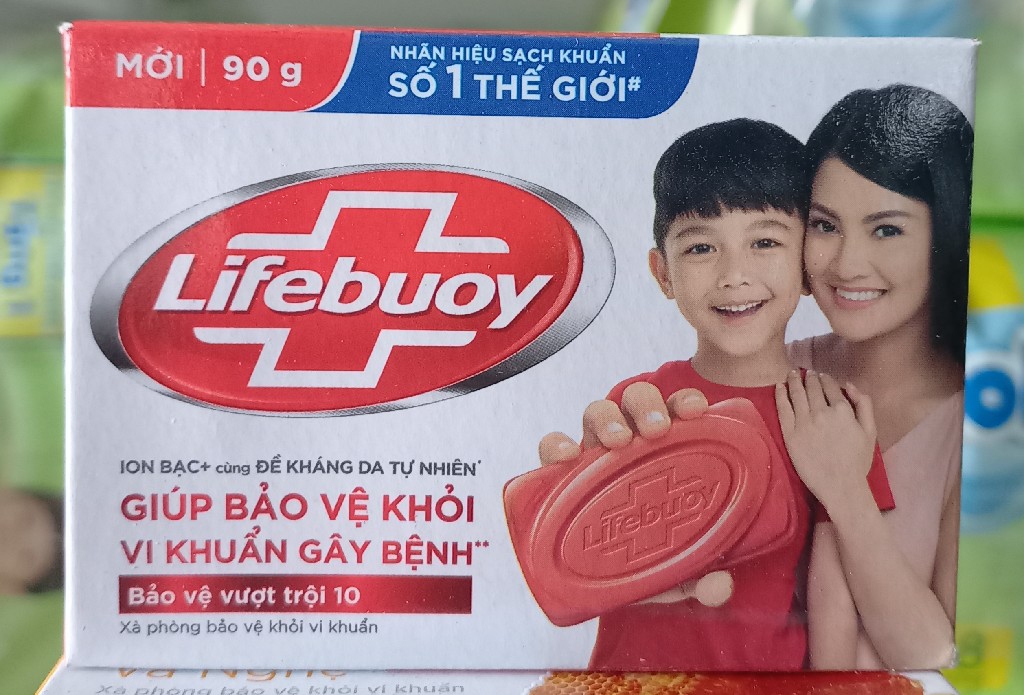 MỚI | 90 g
NHÃN HIỆU SẠCH KHUẨN
SỐ 1 THẾ GIỚI#
Lifebuoy
ION BẠC+ cùng ĐỀ KHÁNG DA TỰ NHIÊN*
GIÚP BẢO VỆ KHỎI
VI KHUẨN GÂY BỆNH**
Bảo vệ vượt trội 10
Xà phòng bảo vệ khỏi vi khuẩn
Lifebuoy
và Nghệ
Xà phòng bảo vệ khỏi vi khuẩn